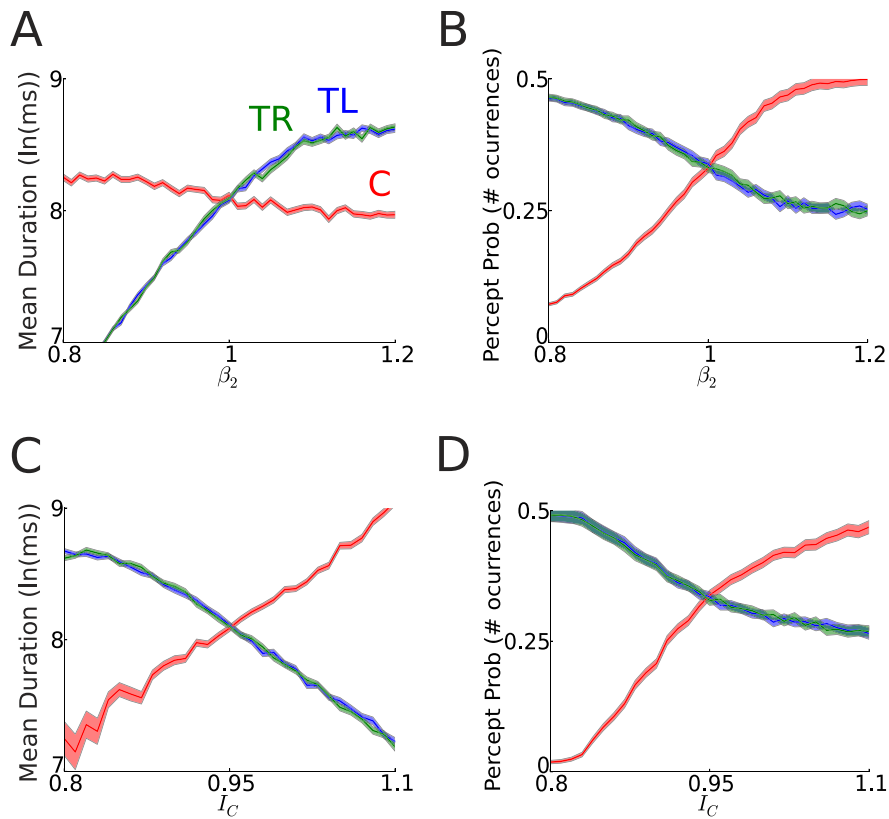 A
Mean Duration (ln(ms))
9
8
7
TR
TL
C
0.8
1
1.2
β2
B
Percept Prob (# ocurrences)
0.5
0.25
0
0.8
1
1.2
β2
C
Mean Duration (ln(ms))
9
8
7
0.8
0.95
1.1
IC
D
Percept Prob (# ocurrences)
0.5
0.25
0
0.8
0.95
1.1
IC